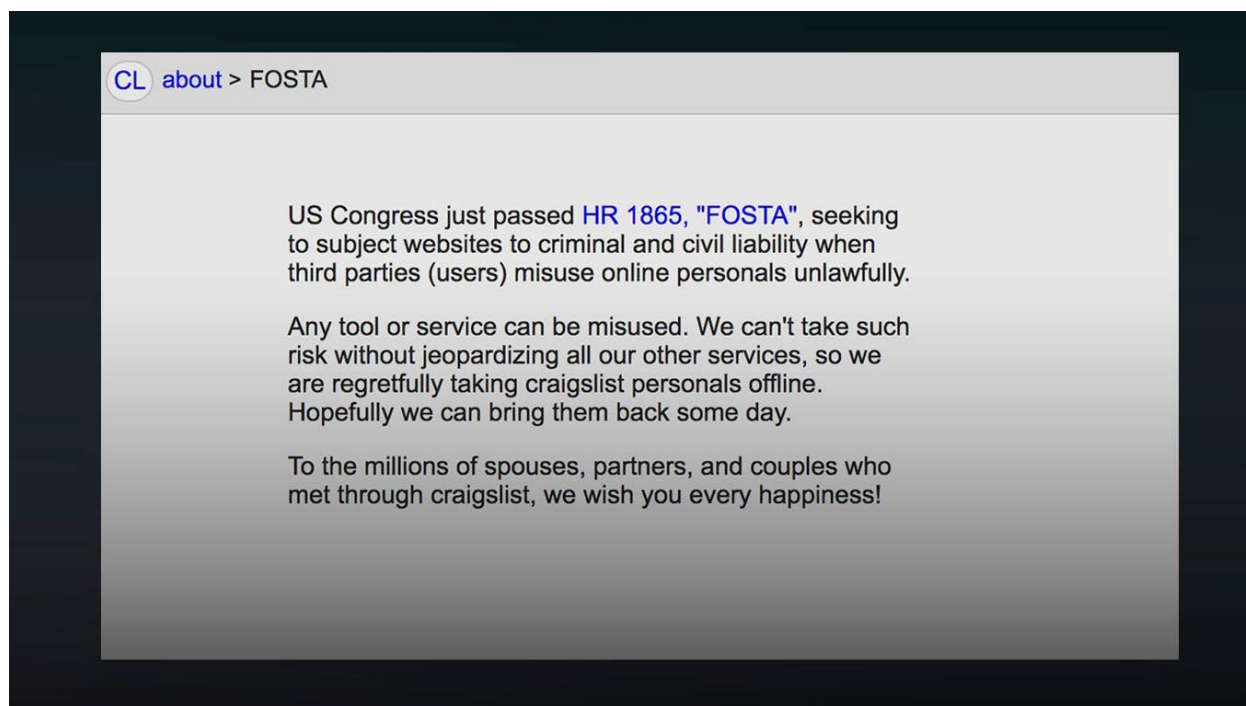 CL about > FOSTA
US Congress just passed HR 1865, "FOSTA", seeking
to subject websites to criminal and civil liability when
third parties (users) misuse online personals unlawfully.
Any tool or service can be misused. We can't take such
risk without jeopardizing all our other services, so we
are regretfully taking craigslist personals offline.
Hopefully we can bring them back some day.
To the millions of spouses, partners, and couples who
met through craigslist, we wish you every happiness!